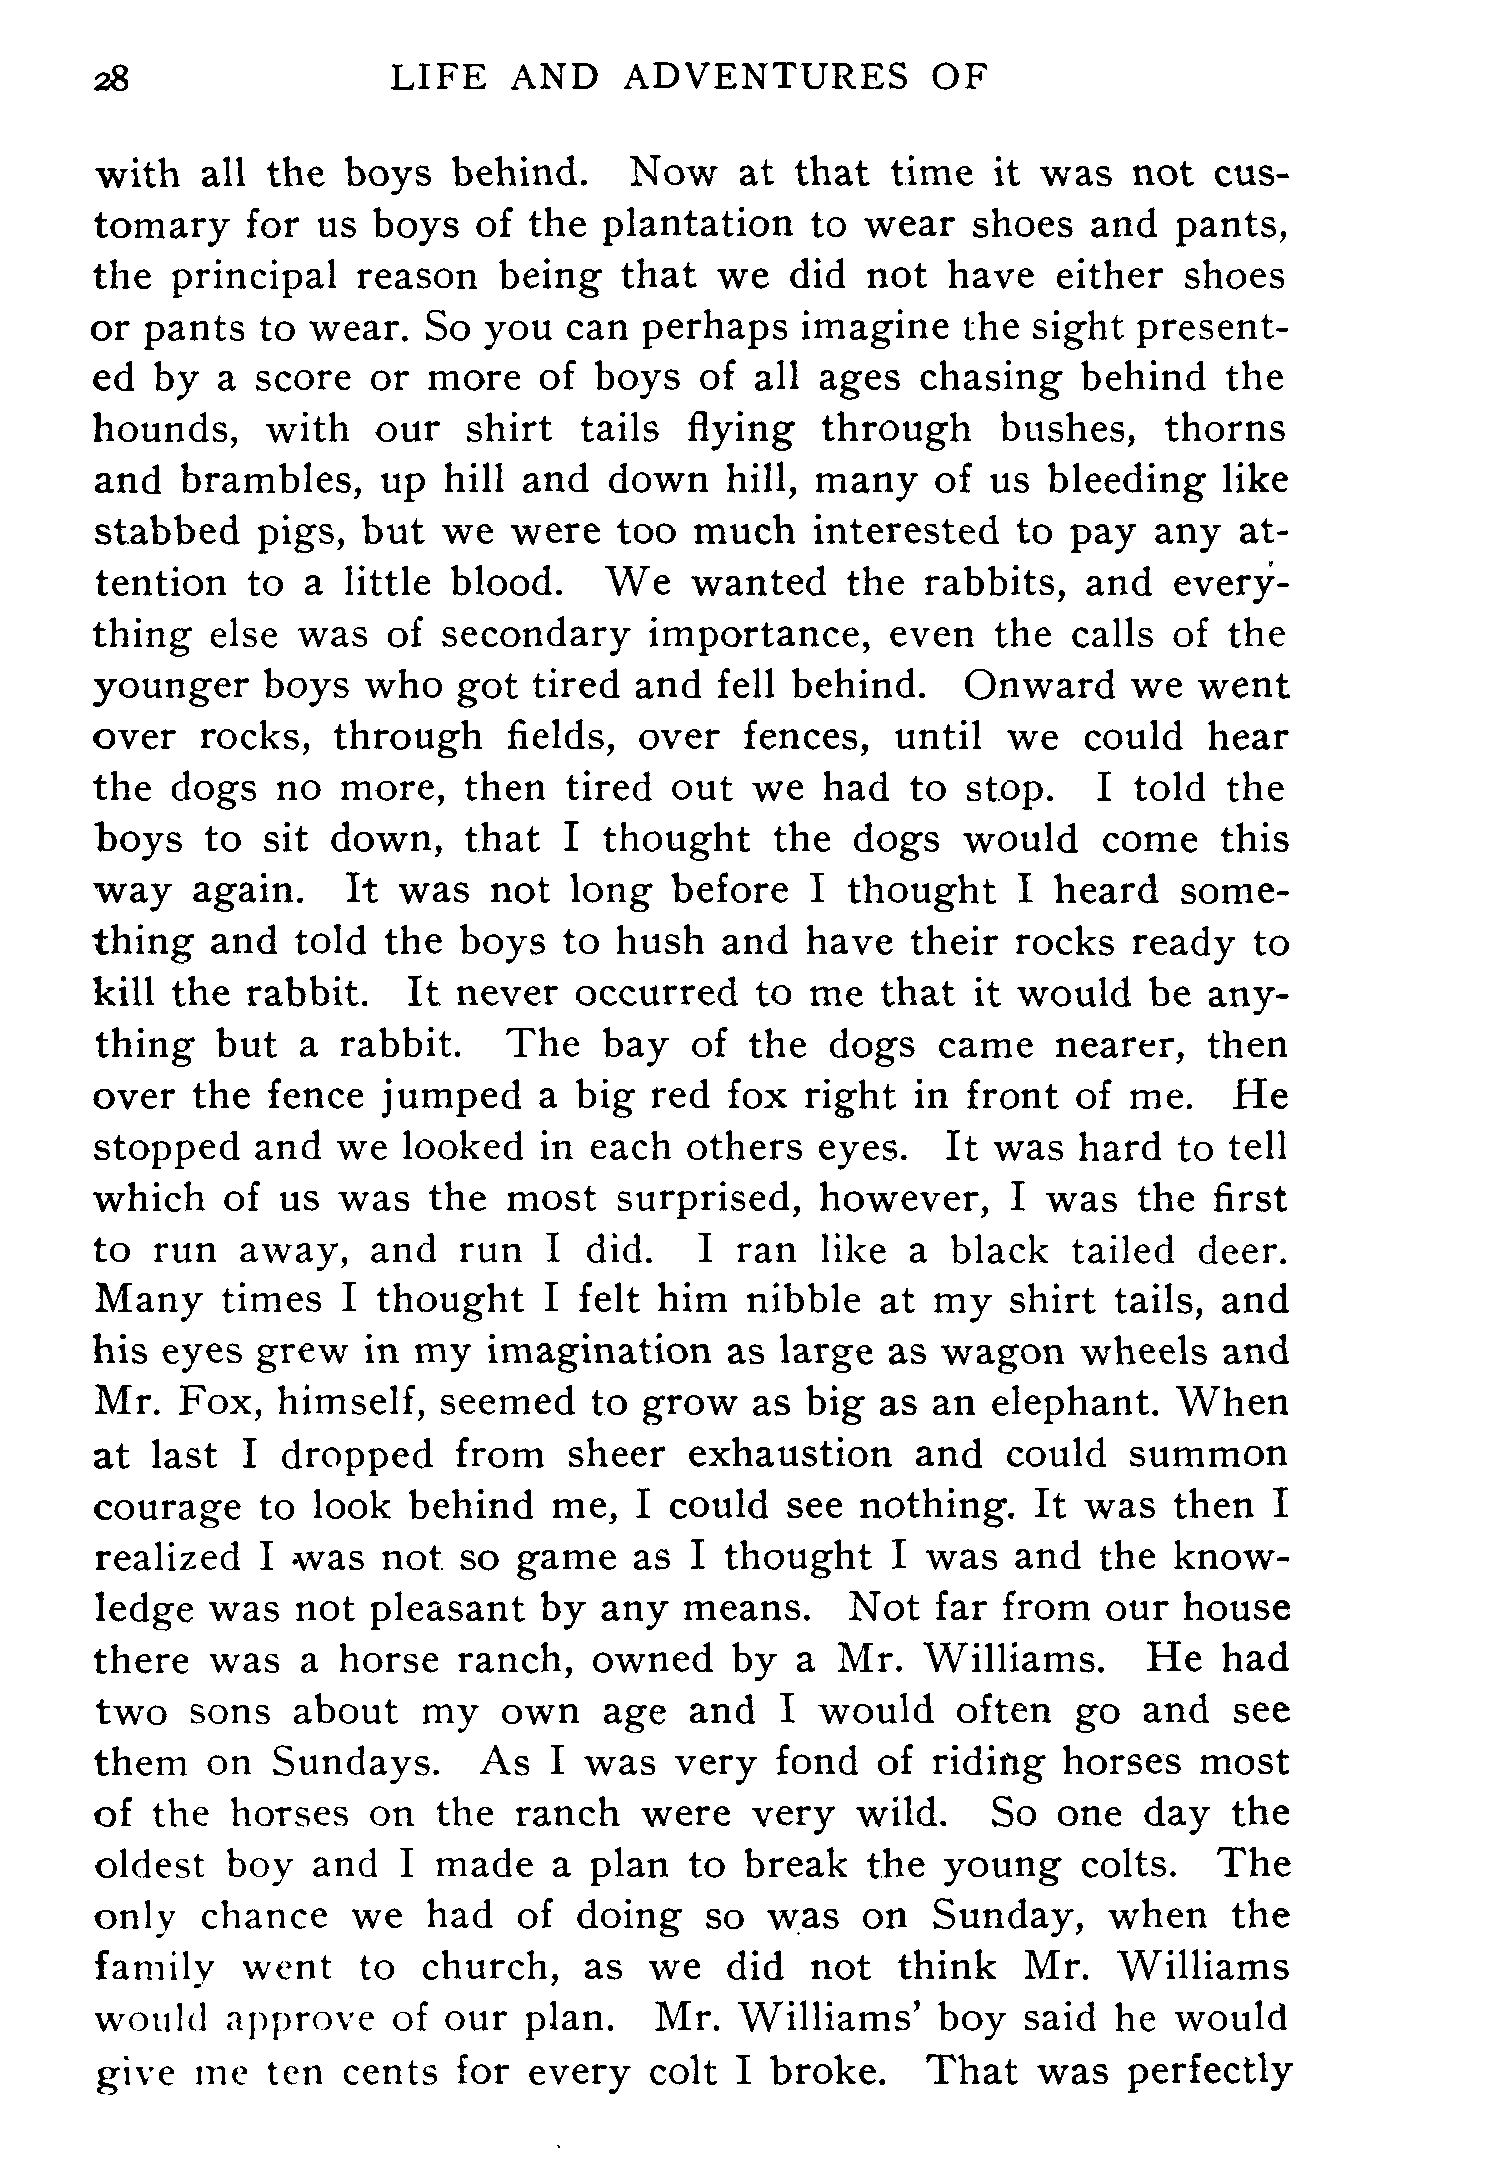 28 LIFE AND ADVENTURES OF
with all the boys behind. Now at that time it was not cus-
tomary for us boys of the plantation to wear shoes and pants,
the principal reason being that we did not have either shoes
or pants to wear. So you can perhaps imagine the sight present-
ed by a score or more of boys of all ages chasing behind the
hounds, with our shirt tails flying through bushes, thorns
and brambles, up hill and down hill, many of us bleeding like
stabbed pigs, but we were too much interested to pay any at-
tention to a little blood. We wanted the rabbits, and every-
thing else was of secondary importance, even the calls of the
younger boys who got tired and fell behind. Onward we went
over rocks, through fields, over fences, until we could hear
the dogs no more, then tired out we had to stop. I told the
boys to sit down, that I thought the dogs would come this
way again. It was not long before I thought I heard some-
thing and told the boys to hush and have their rocks ready to
kill the rabbit. It never occurred to me that it would be any-
thing but a rabbit. The bay of the dogs came nearer, then
over the fence jumped a big red fox right in front of me. He
stopped and we looked in each others eyes. It was hard to tell
which of us was the most surprised, however, I was the first
to run away, and run I did. I ran like a black tailed deer.
Many times I thought I felt him nibble at my shirt tails, and
his eyes grew in my imagination as large as wagon wheels and
Mr. Fox, himself, seemed to grow as big as an elephant. When
at last I dropped from sheer exhaustion and could summon
courage to look behind me, I could see nothing. It was then I
realized I was not so game as I thought I was and the know-
ledge was not pleasant by any means. Not far from our house
there was a horse ranch, owned by a Mr. Williams. He had
two sons about my own age and I would often go and see
them on Sundays. As I was very fond of riding horses most
of the horses on the ranch were very wild. So one day the
oldest boy and I made a plan to break the young colts. The
only chance we had of doing so was on Sunday, when the
family went to church, as we did not think Mr. Williams
would approve of our plan. Mr. Williams' boy said he would
give me ten cents for every colt I broke. That was perfectly